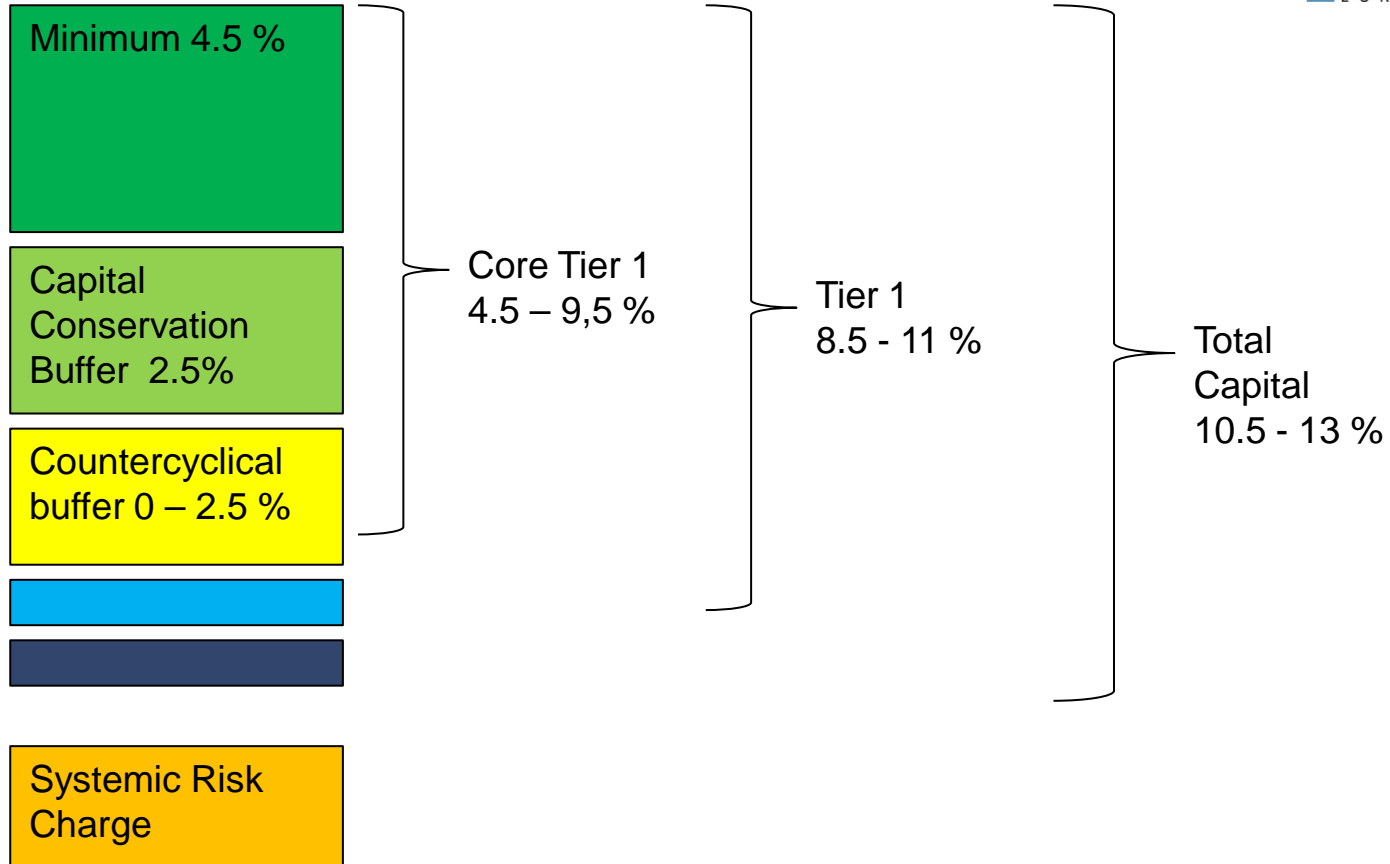 Minimum 4.5 %
Capital
Conservation
Buffer 2.5%
Countercyclical
buffer 0 – 2.5 %
Systemic Risk
Charge
Core Tier 1
4.5 – 9,5 %
Tier 1
8.5 - 11 %
Total
Capital
10.5 - 13 %